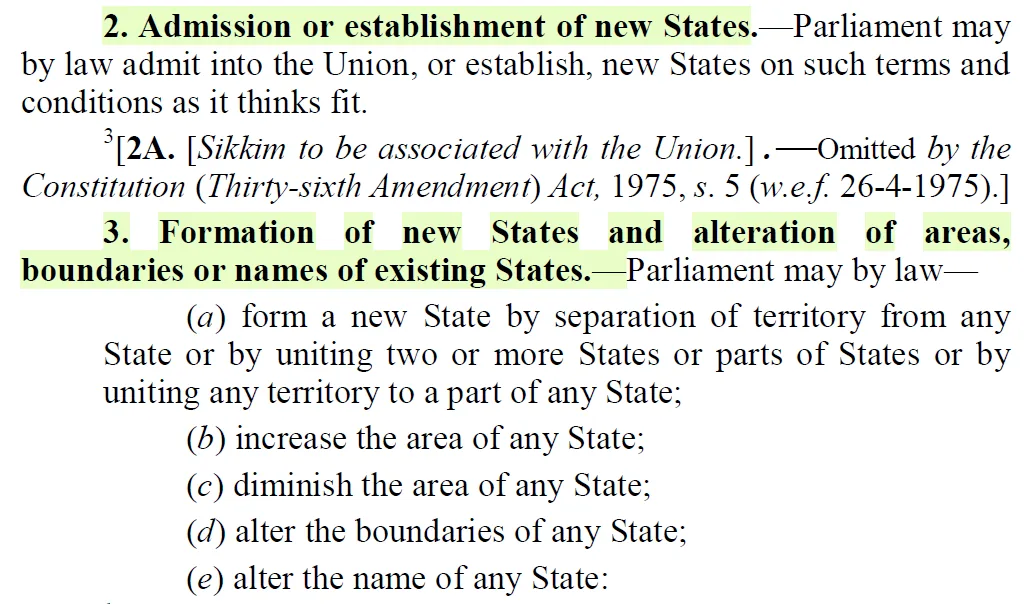 2. Admission or establishment of new States.—Parliament may
by law admit into the Union, or establish, new States on such terms and
conditions as it thinks fit.
3[2A. [Sikkim to be associated with the Union.] .—Omitted by the
Constitution (Thirty-sixth Amendment) Act, 1975, s. 5 (w.e.f. 26-4-1975).]
3. Formation of new States and alteration of areas,
boundaries or names of existing States.—Parliament may by law—
(a) form a new State by separation of territory from any
State or by uniting two or more States or parts of States or by
uniting any territory to a part of any State;
(b) increase the area of any State;
(c) diminish the area of any State;
(d) alter the boundaries of any State;
(e) alter the name of any State: